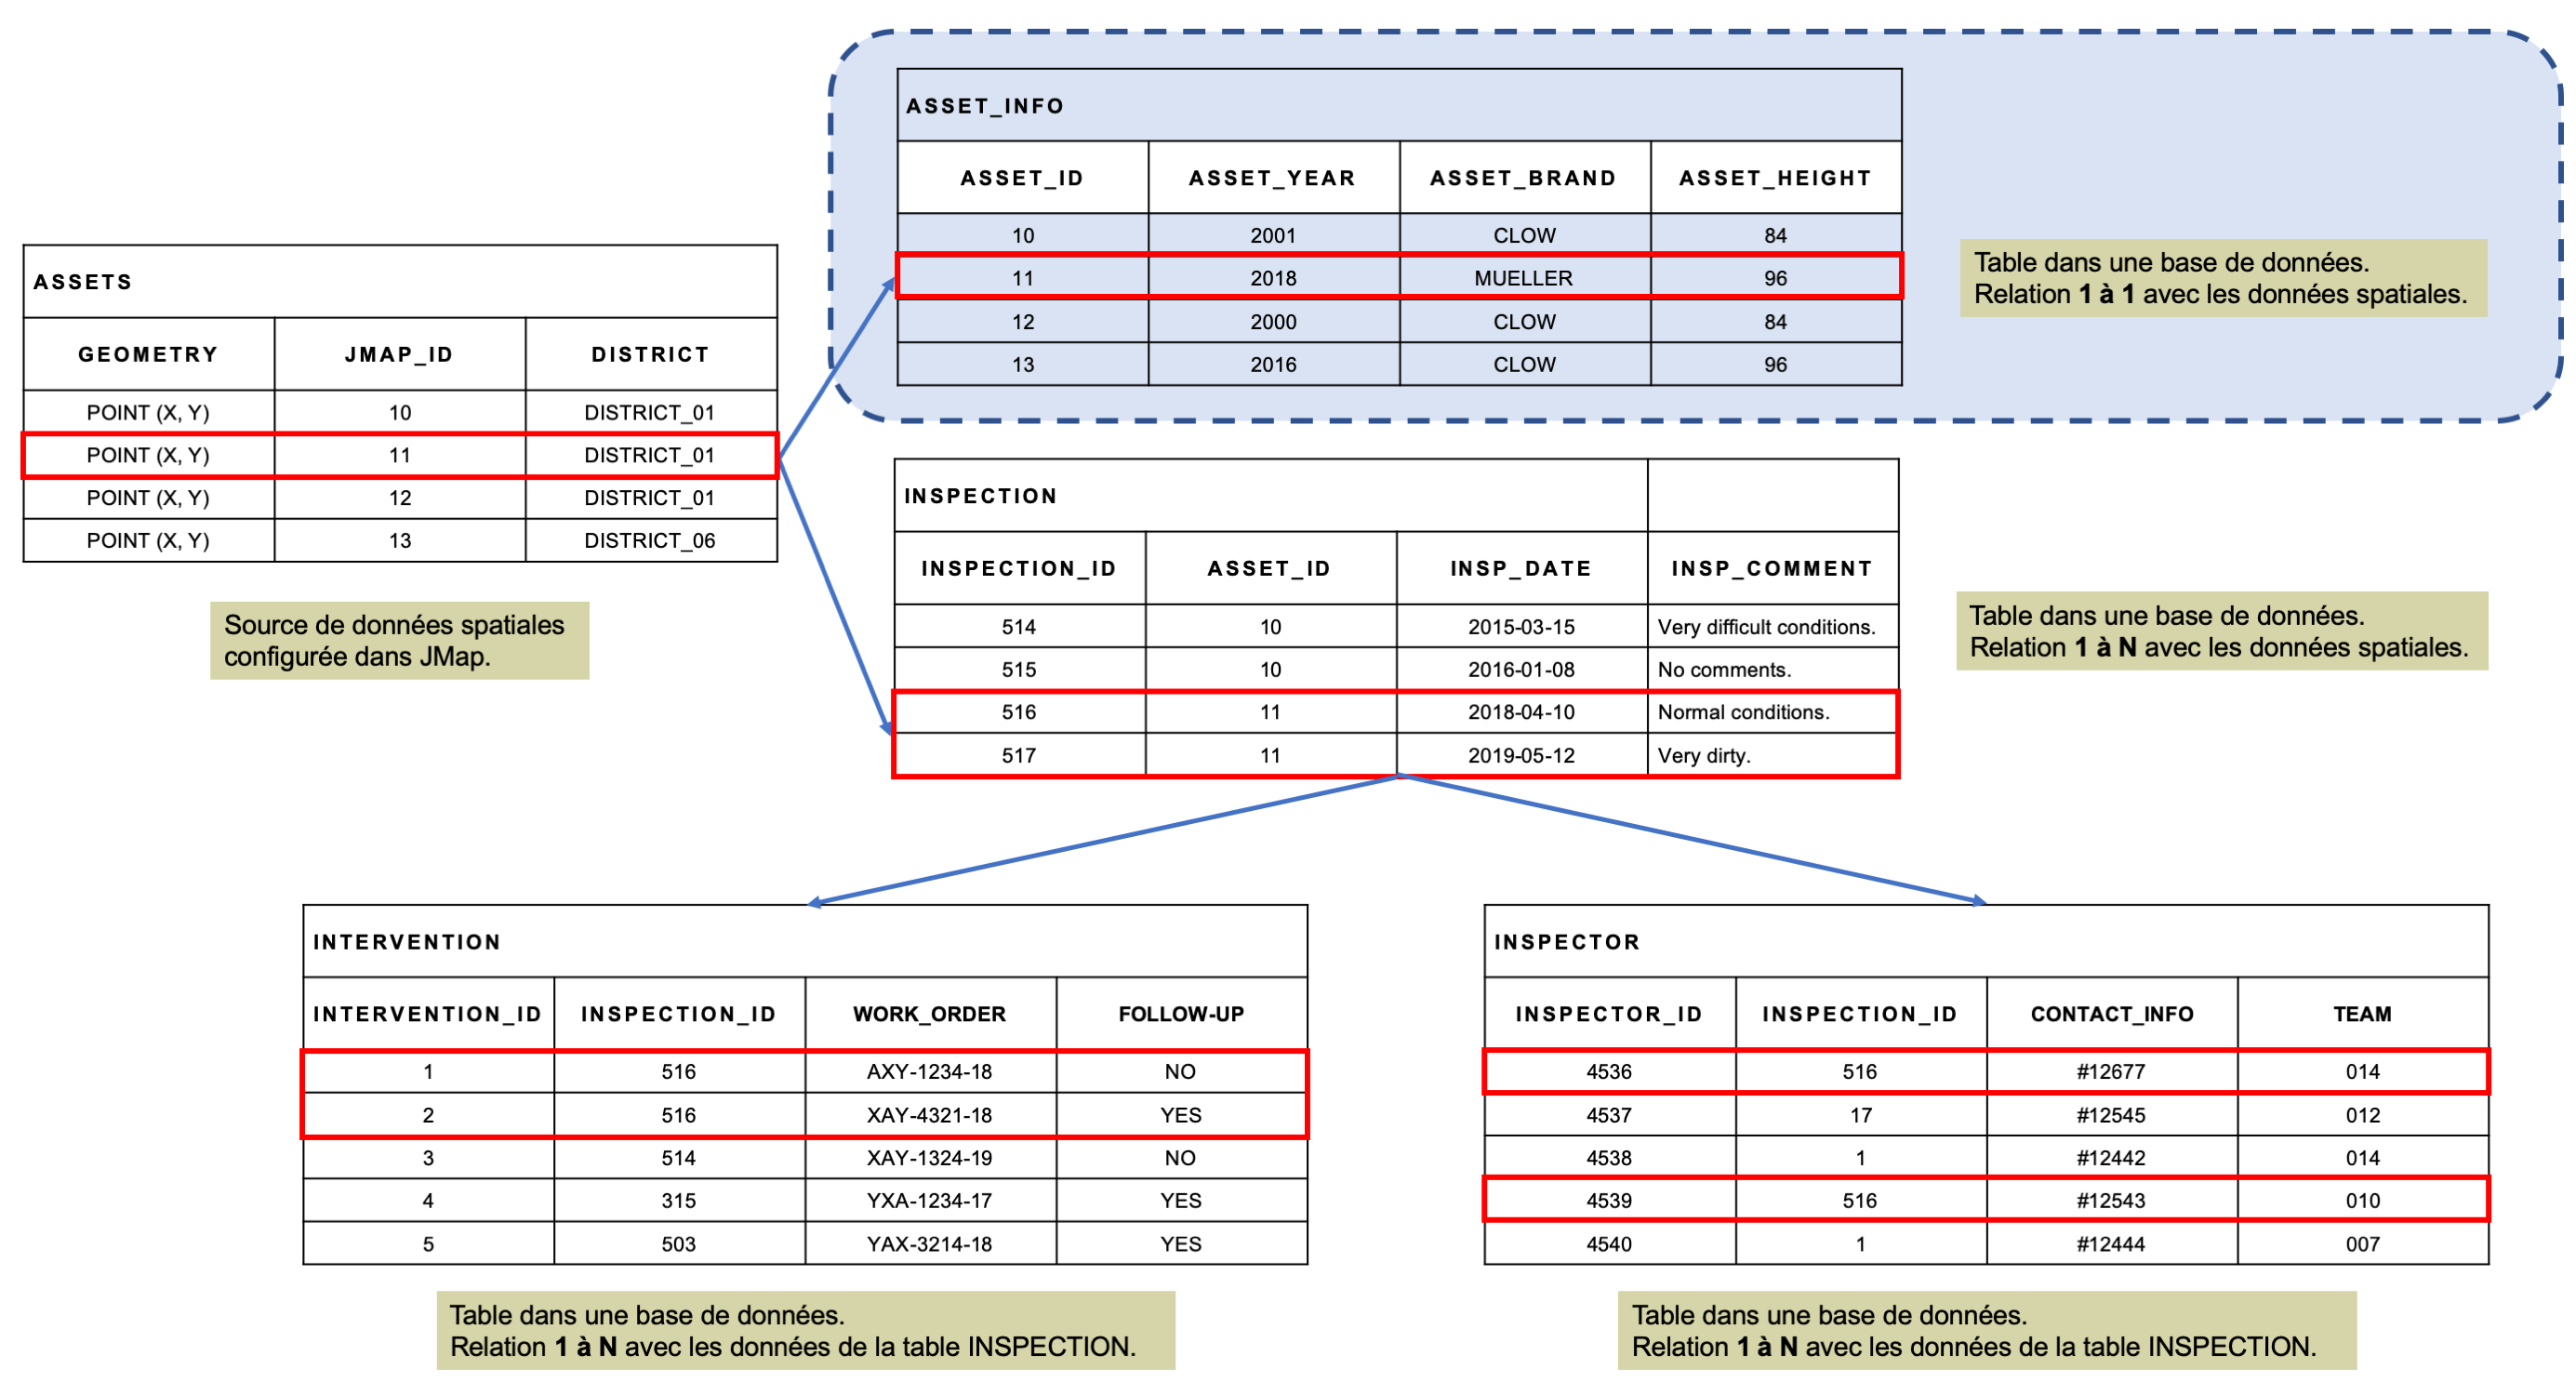 ASSET_INFO
ASSET_ID ASSET_YEAR ASSET_BRAND ASSET_HEIGHT
10 2001 CLOW 84
11 2018 MUELLER 96
12 2000 CLOW 84
13 2016 CLOW 96
Table dans une base de données.
Relation 1 à 1 avec les données spatiales.
ASSETS
GEOMETRY JMAP_ID DISTRICT
POINT (X, Y) 10 DISTRICT_01
POINT (X, Y) 11 DISTRICT_01
POINT (X, Y) 12 DISTRICT_01
POINT (X, Y) 13 DISTRICT_06
Source de données spatiales
configurée dans JMap.
INSPECTION
INSPECTION_ID ASSET_ID INSP_DATE INSP_COMMENT
514 10 2015-03-15 Very difficult conditions.
515 10 2016-01-08 No comments.
516 11 2018-04-10 Normal conditions.
517 11 2019-05-12 Very dirty.
Table dans une base de données.
Relation 1 à N avec les données spatiales.
INTERVENTION
INTERVENTION_ID INSPECTION_ID WORK_ORDER FOLLOW-UP
1 516 AXY-1234-18 NO
2 516 XAY-4321-18 YES
3 514 XAY-1324-19 NO
4 315 YXA-1234-17 YES
5 503 YAX-3214-18 YES
Table dans une base de données.
Relation 1 à N avec les données de la table INSPECTION.
INSPECTOR
INSPECTOR_ID INSPECTION_ID CONTACT_INFO TEAM
4536 516 #12677 014
4537 17 #12545 012
4538 1 #12442 014
4539 516 #12543 010
4540 1 #12444 007
Table dans une base de données.
Relation 1 à N avec les données de la table INSPECTION.